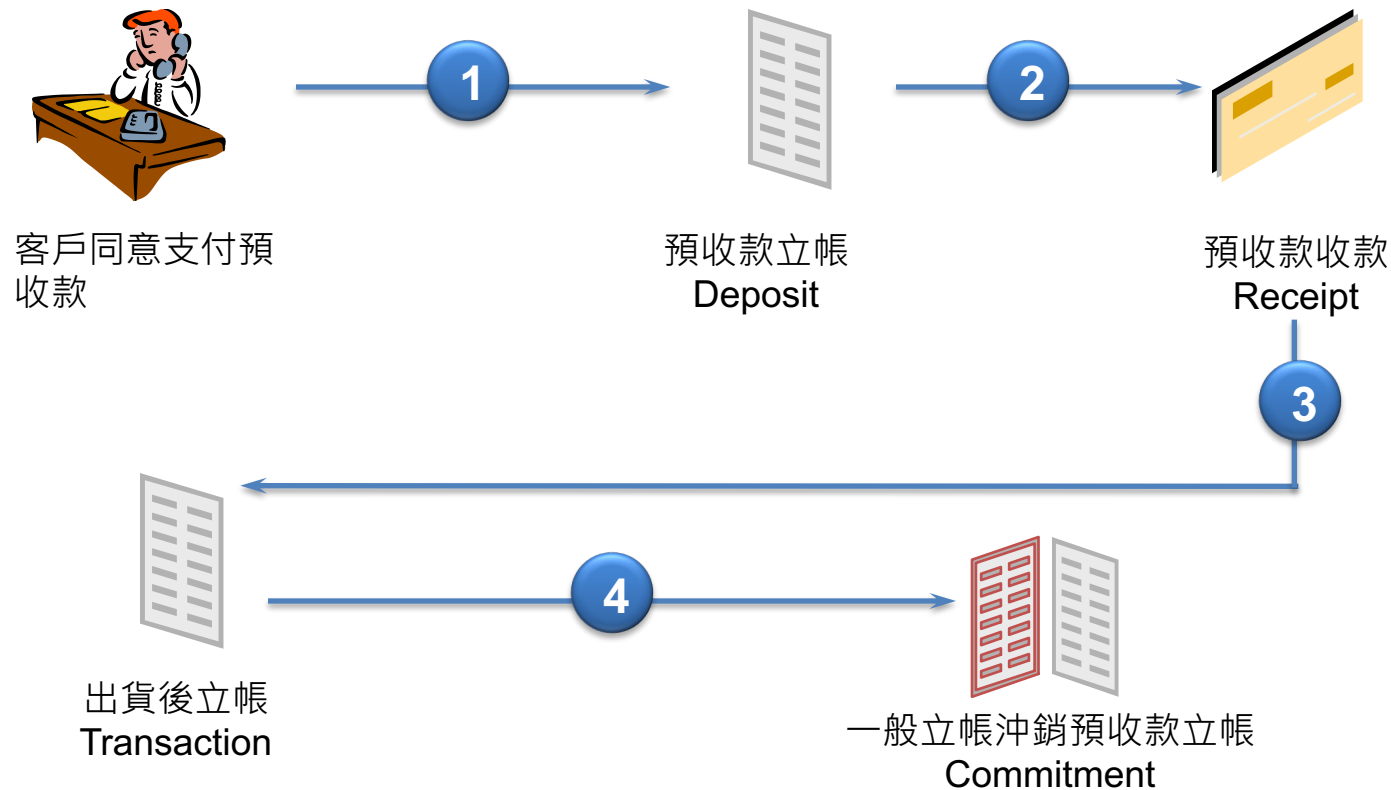 1
2
客戶同意支付預
收款
預收款立帳
Deposit
預收款收款
Receipt
3
4
出貨後立帳
Transaction
一般立帳沖銷預收款立帳
Commitment